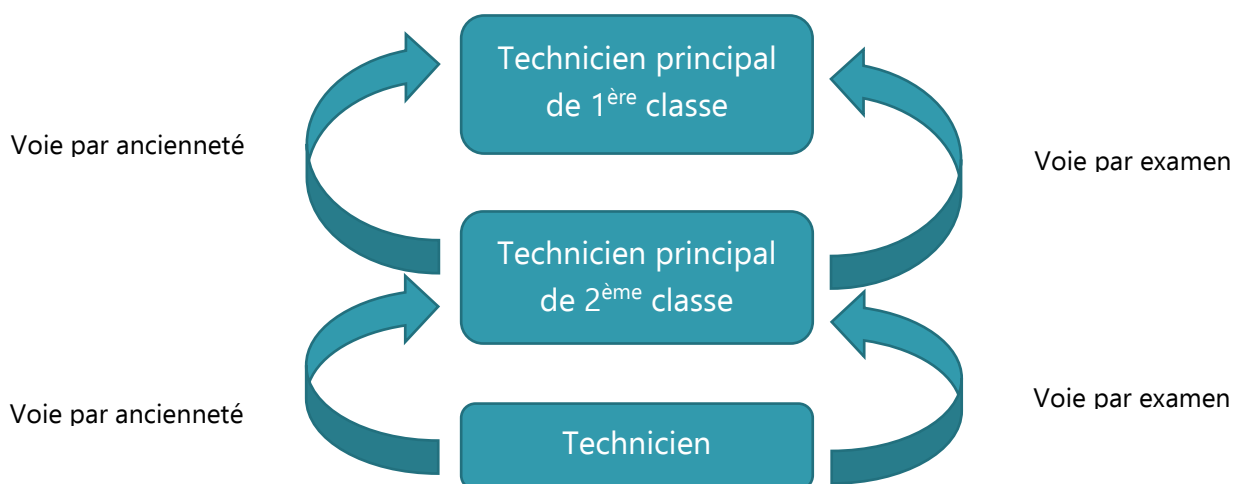 Technicien principal
de 1ère classe
Voie par ancienneté
Voie par examen
Technicien principal
de 2ème classe
Voie par ancienneté
Voie par examen
Technicien